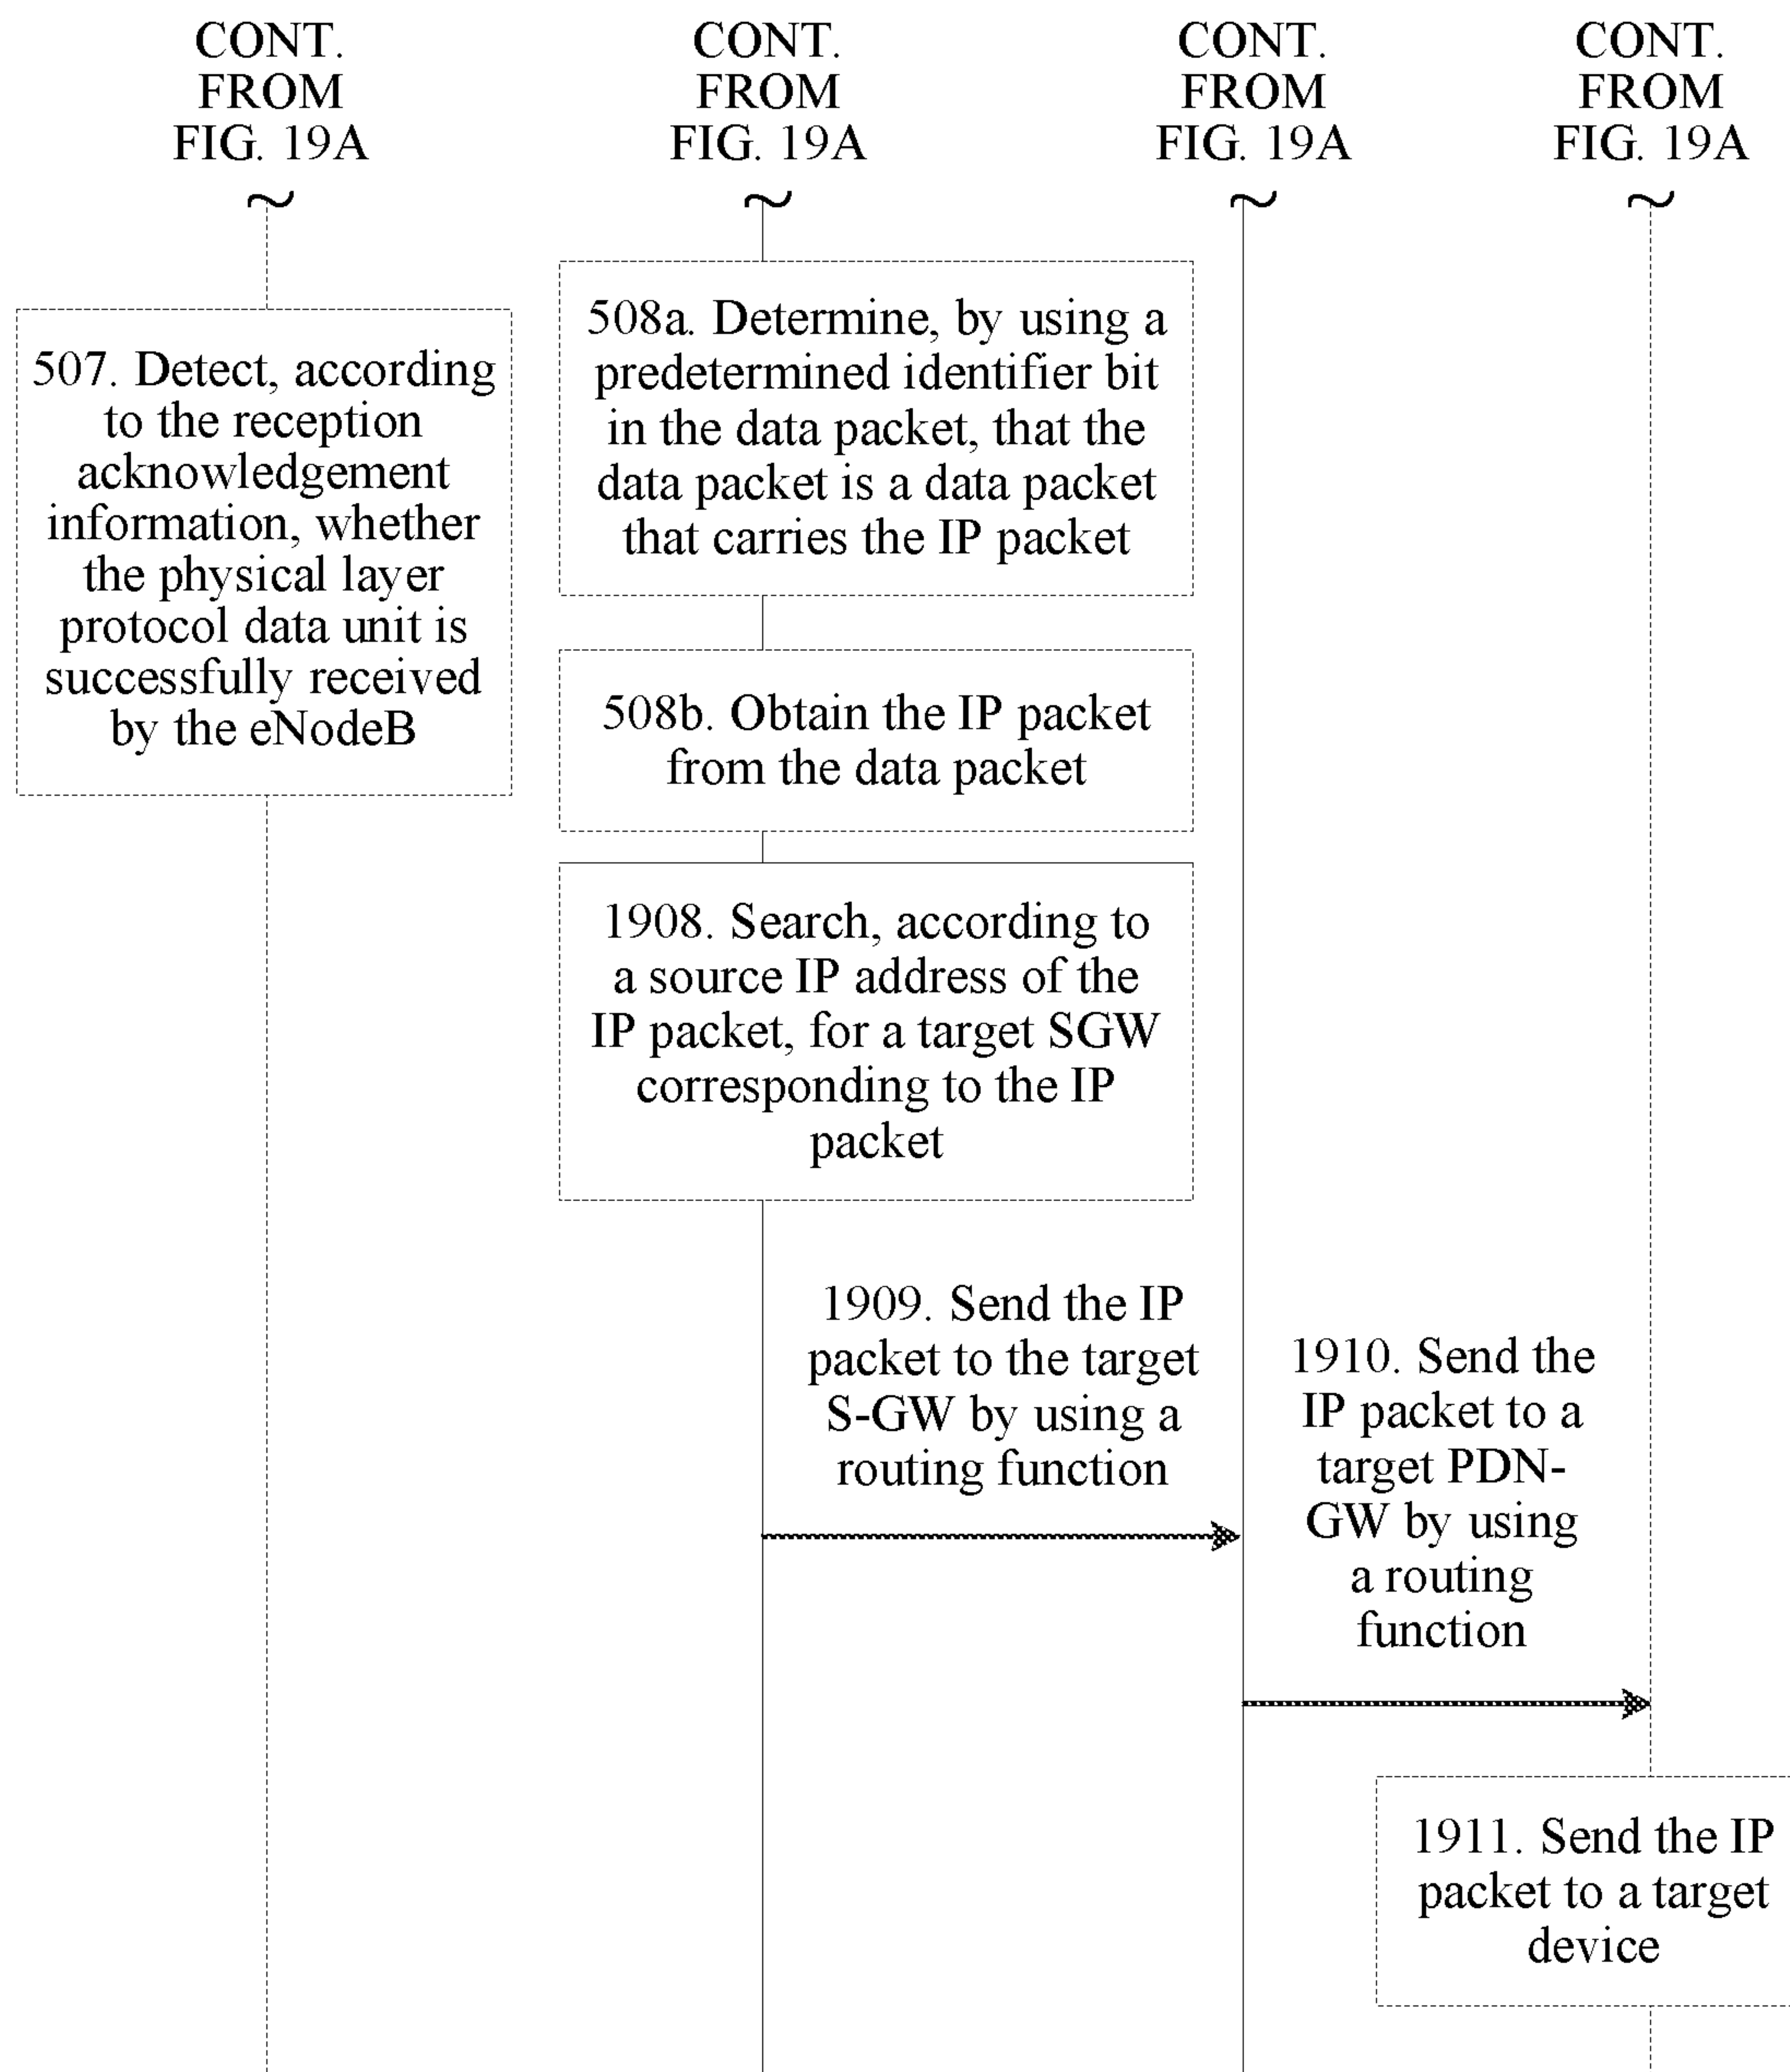 CONT.
FROM
FIG. 19A
CONT.
FROM
FIG. 19A
CONT.
FROM
FIG. 19A
CONT.
FROM
FIG. 19A
507. Detect, according
to the reception
acknowledgement
information, whether
the physical layer
protocol data unit is
successfully received
by the eNodeB
508a. Determine, by using a
predetermined identifier bit
in the data packet, that the
data packet is a data packet
that carries the IP packet
508b. Obtain the IP packet
from the data packet
1908. Search, according to
a source IP address of the
IP packet, for a target SGW
corresponding to the IP
packet
1909. Send the IP
packet to the target
S-GW by using a
routing function
1910. Send the
IP packet to a
target PDN-
GW by using
a routing
function
1911. Send the IP
packet to a target
device